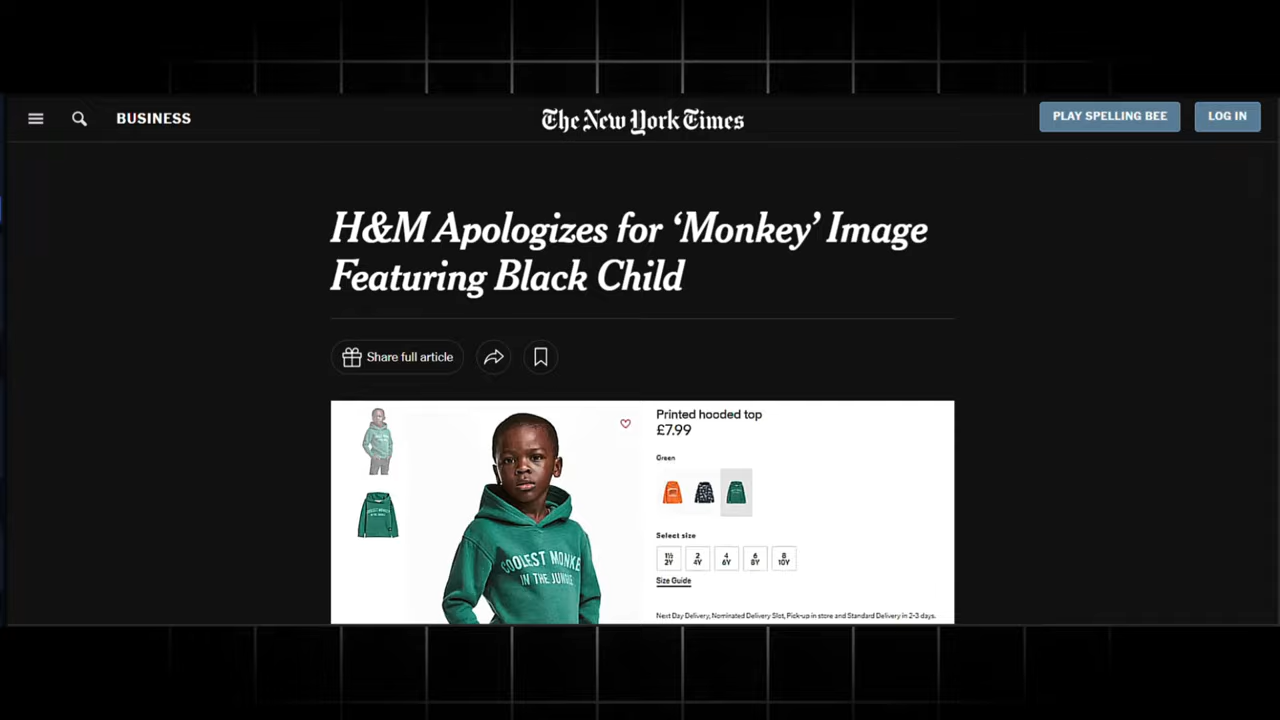 BUSINESS
The New York Times
PLAY SPELLING BEE
LOG IN
H&M Apologizes for ‘Monkey’ Image
Featuring Black Child
Share full article
Printed hooded top
£7.99
Green
Select size
1½ 2 4 6 8
2Y 4Y 6Y 8Y 10Y
Size Guide
COOLEST MONKE
IN THE JUNGLE
Next Day Delivery, Nominated Delivery Slot, Pick-up in store and Standard Delivery in 2-3 days.